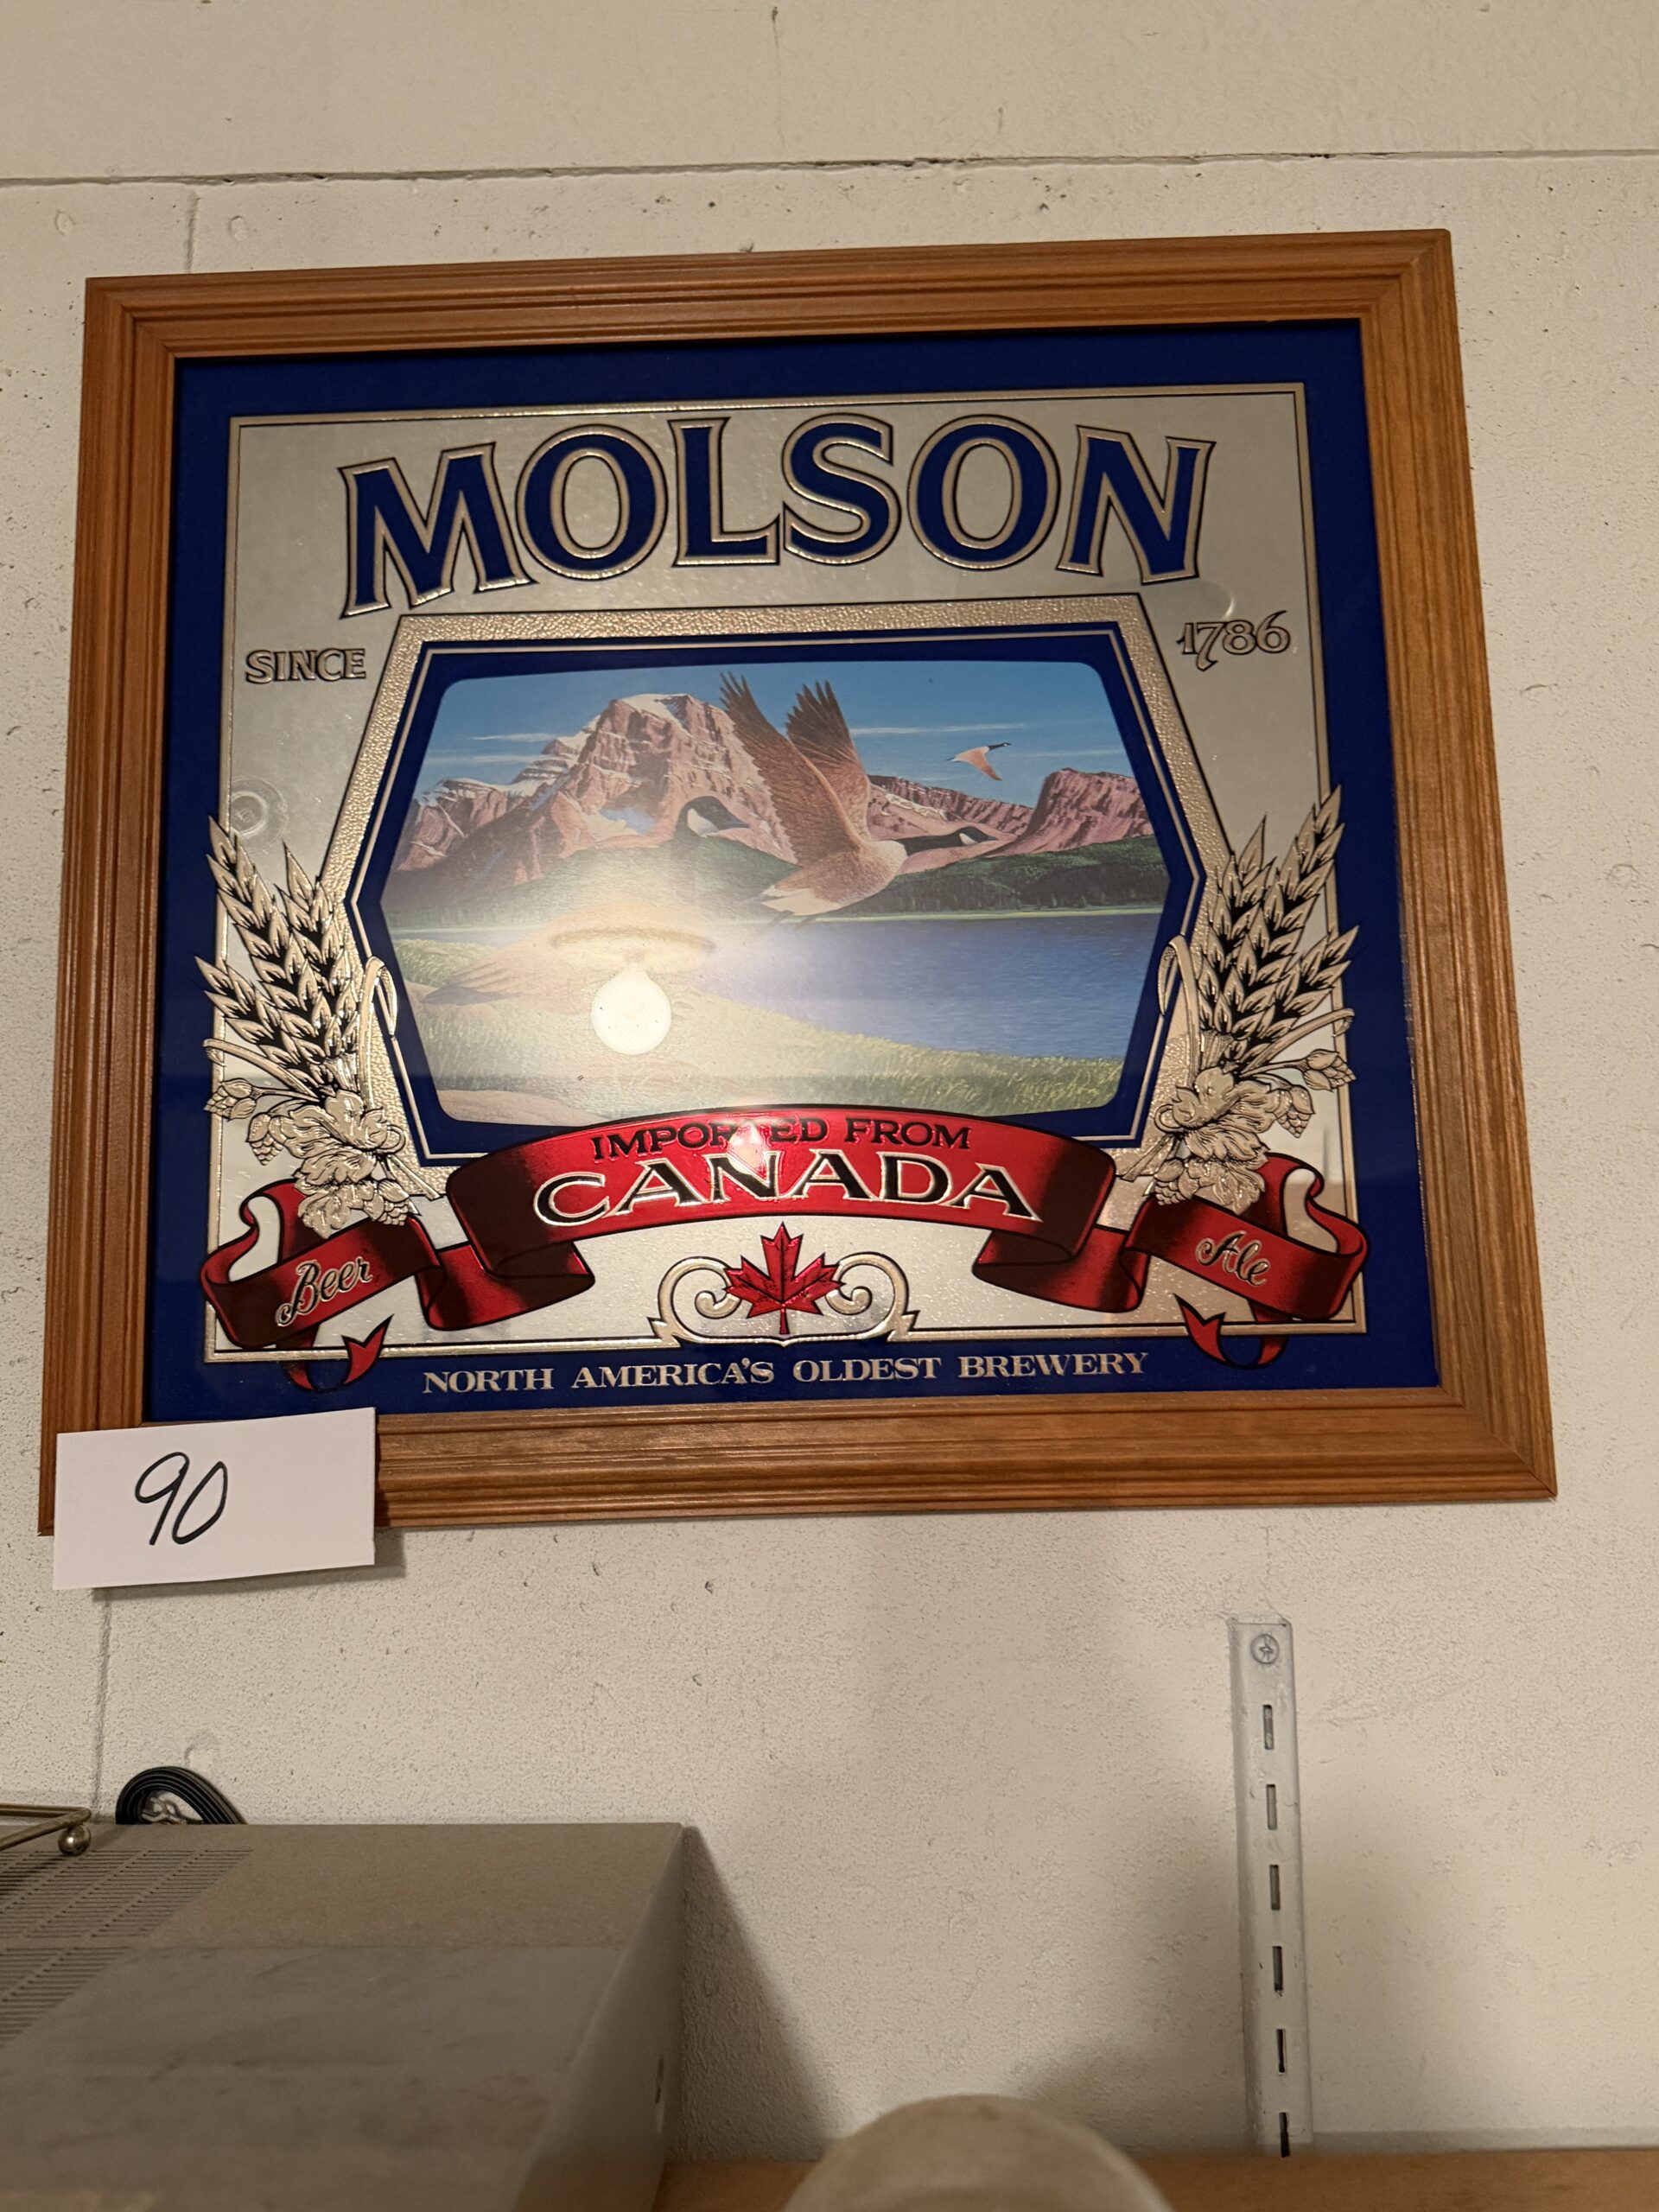 MOLSON
SINCE 1786
IMPORTED FROM
CANADA
Beer
Ale
NORTH AMERICA'S OLDEST BREWERY
90